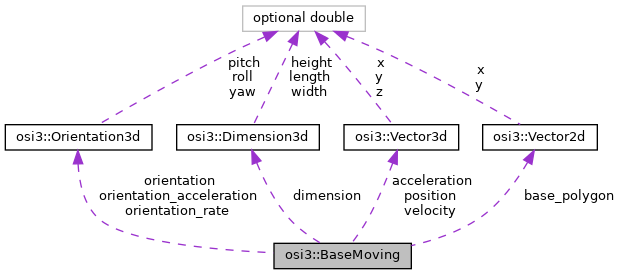 optional double
pitch
roll
yaw
height
length
width
x
y
z
x
y
osi3::Orientation3d
osi3::Dimension3d
osi3::Vector3d
osi3::Vector2d
orientation
orientation_acceleration
orientation_rate
dimension
acceleration
position
velocity
base_polygon
osi3::BaseMoving